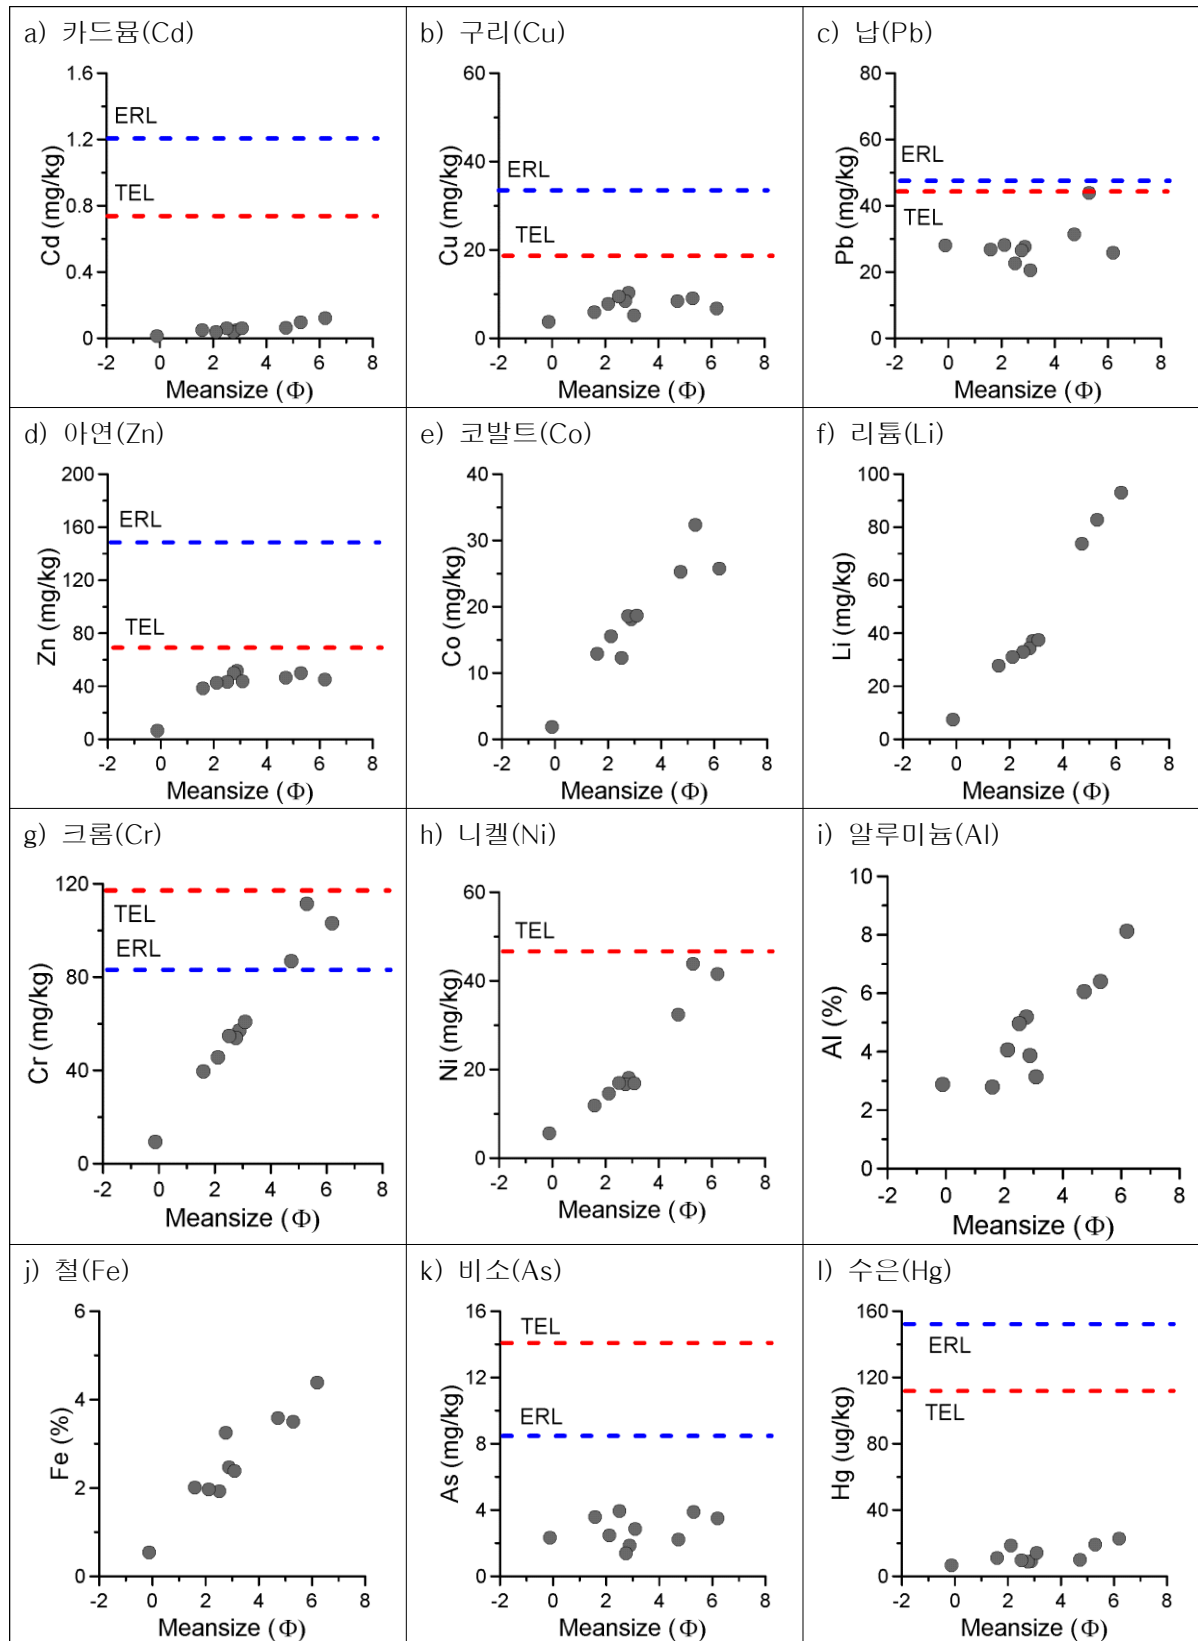 a) 카드뮴(Cd)
1.6
1.2
0.8
0.4
0
Cd (mg/kg)
ERL
TEL
-2 0 2 4 6 8
Meansize (Φ)
b) 구리(Cu)
60
40
20
0
Cu (mg/kg)
ERL
TEL
-2 0 2 4 6 8
Meansize (Φ)
c) 납(Pb)
80
60
40
20
0
Pb (mg/kg)
ERL
TEL
-2 0 2 4 6 8
Meansize (Φ)
d) 아연(Zn)
200
160
120
80
40
0
Zn (mg/kg)
ERL
TEL
-2 0 2 4 6 8
Meansize (Φ)
e) 코발트(Co)
40
30
20
10
0
Co (mg/kg)
-2 0 2 4 6 8
Meansize (Φ)
f) 리튬(Li)
100
80
60
40
20
0
Li (mg/kg)
-2 0 2 4 6 8
Meansize (Φ)
g) 크롬(Cr)
120
80
40
0
Cr (mg/kg)
TEL
ERL
-2 0 2 4 6 8
Meansize (Φ)
h) 니켈(Ni)
60
40
20
0
Ni (mg/kg)
TEL
-2 0 2 4 6 8
Meansize (Φ)
i) 알루미늄(Al)
10
8
6
4
2
0
Al (%)
-2 0 2 4 6 8
Meansize (Φ)
j) 철(Fe)
6
4
2
0
Fe (%)
-2 0 2 4 6 8
Meansize (Φ)
k) 비소(As)
16
12
8
4
0
As (mg/kg)
TEL
ERL
-2 0 2 4 6 8
Meansize (Φ)
l) 수은(Hg)
160
120
80
40
0
Hg (ug/kg)
ERL
TEL
-2 0 2 4 6 8
Meansize (Φ)